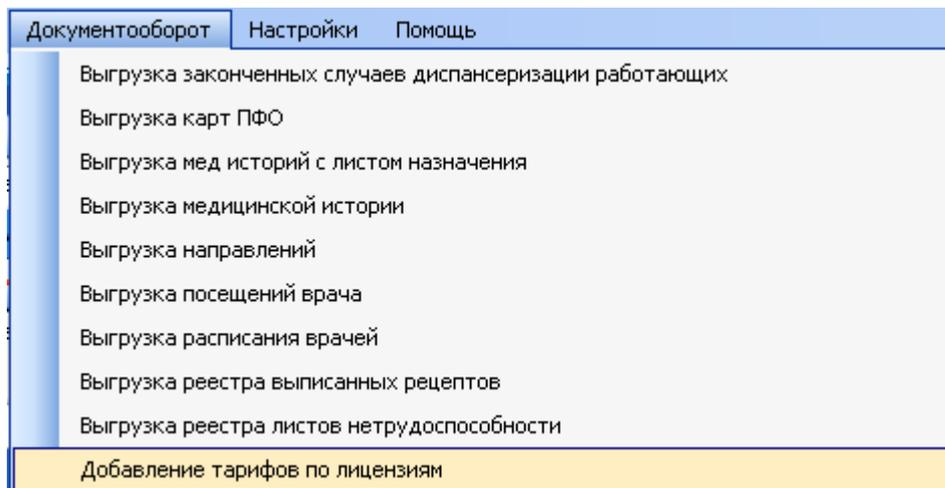 Документооборот Настройки Помощь
Выгрузка законченных случаев диспансеризации работающих
Выгрузка карт ПФО
Выгрузка мед историй с листом назначения
Выгрузка медицинской истории
Выгрузка направлений
Выгрузка посещений врача
Выгрузка расписания врачей
Выгрузка реестра выписанных рецептов
Выгрузка реестра листов нетрудоспособности
Добавление тарифов по лицензиям